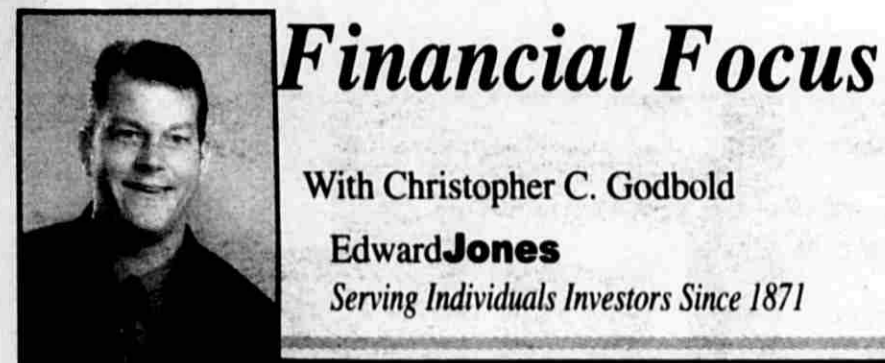 Financial Focus
With Christopher C. Godbold
EdwardJones
Serving Individuals Investors Since 1871